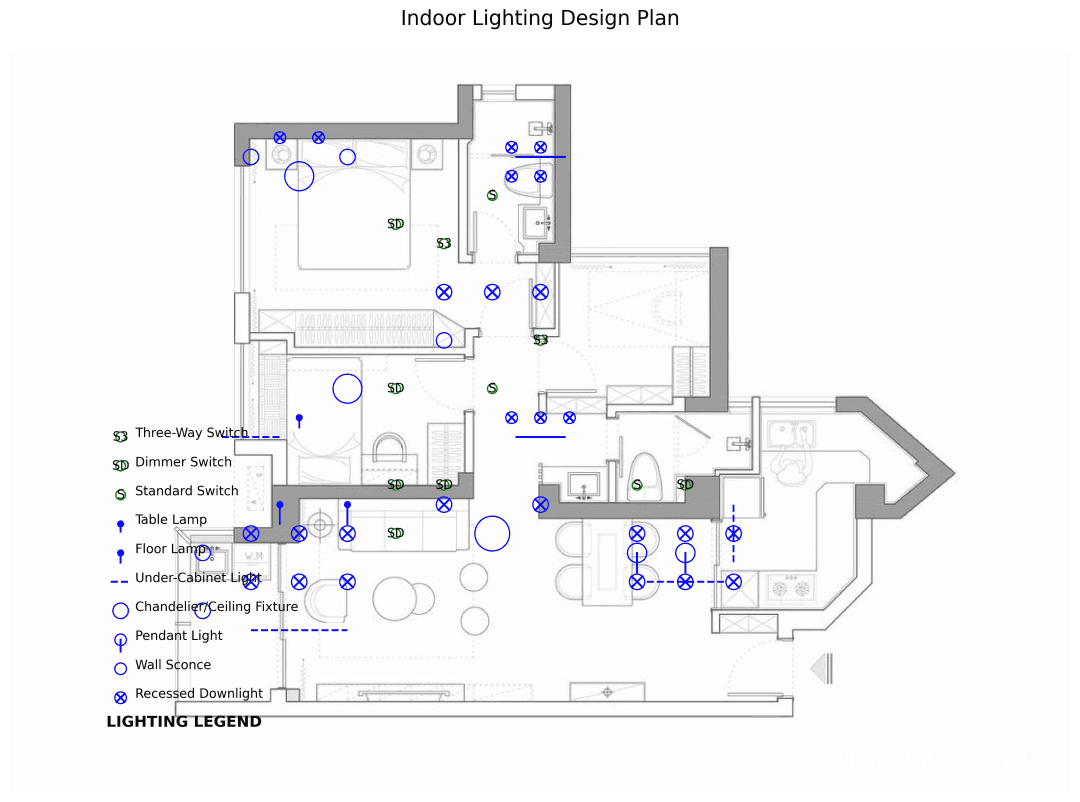 Indoor Lighting Design Plan
SD
S3
S
S3
SD
S
S3 Three-Way Switch
SD Dimmer Switch
SD
SD
S
SD
S Standard Switch
Table Lamp
SD
Floor Lamp
W.M
Under-Cabinet Light
Chandelier/Ceiling Fixture
Pendant Light
Wall Sconce
Recessed Downlight
LIGHTING LEGEND